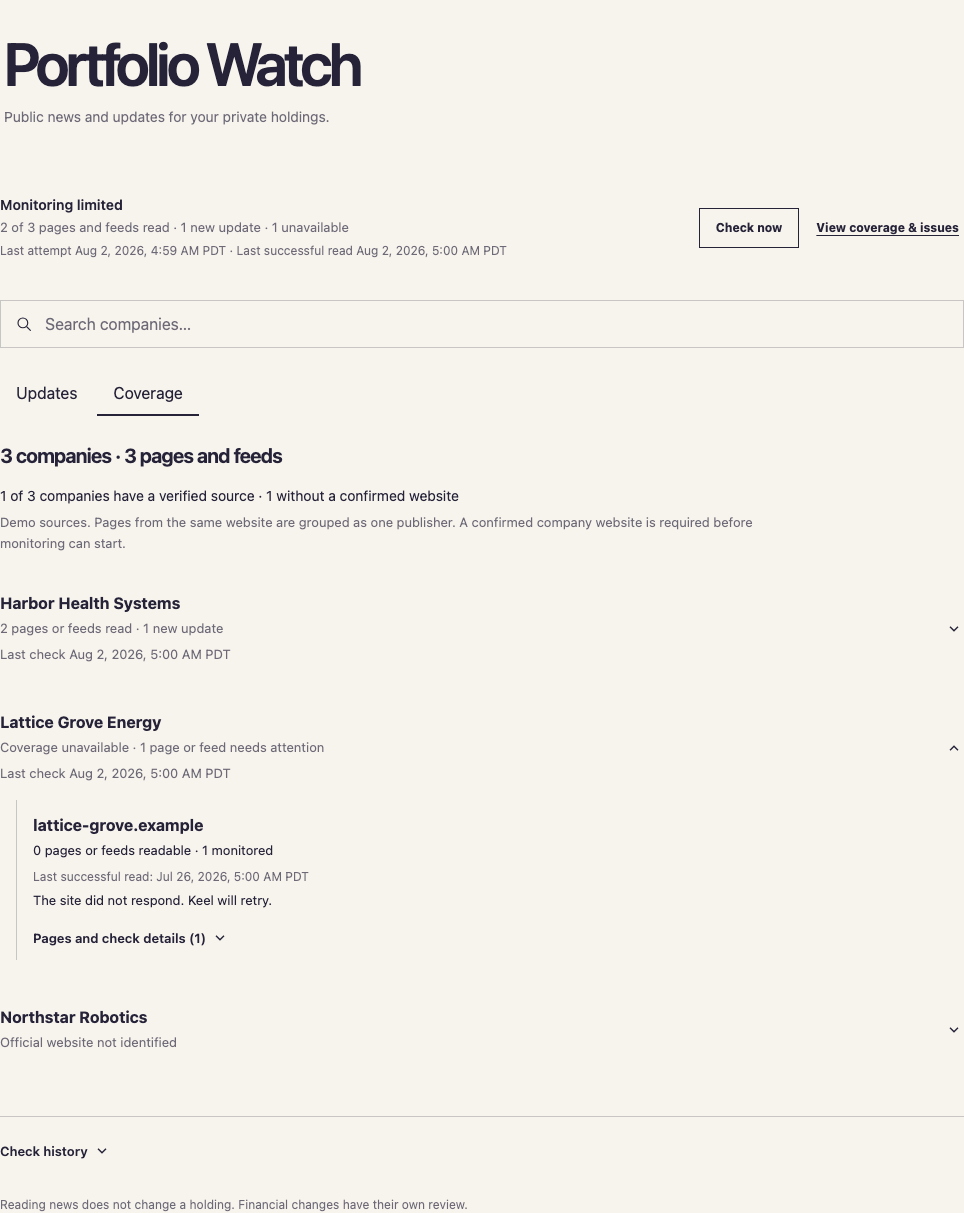 Portfolio Watch
Public news and updates for your private holdings.
Monitoring limited
2 of 3 pages and feeds read · 1 new update · 1 unavailable
Last attempt Aug 2, 2026, 4:59 AM PDT · Last successful read Aug 2, 2026, 5:00 AM PDT
Check now
View coverage & issues
Search companies...
Updates
Coverage
3 companies · 3 pages and feeds
1 of 3 companies have a verified source · 1 without a confirmed website
Demo sources. Pages from the same website are grouped as one publisher. A confirmed company website is required before
monitoring can start.
Harbor Health Systems
2 pages or feeds read · 1 new update
Last check Aug 2, 2026, 5:00 AM PDT
Lattice Grove Energy
Coverage unavailable · 1 page or feed needs attention
Last check Aug 2, 2026, 5:00 AM PDT
lattice-grove.example
0 pages or feeds readable · 1 monitored
Last successful read: Jul 26, 2026, 5:00 AM PDT
The site did not respond. Keel will retry.
Pages and check details (1)
Northstar Robotics
Official website not identified
Check history
Reading news does not change a holding. Financial changes have their own review.